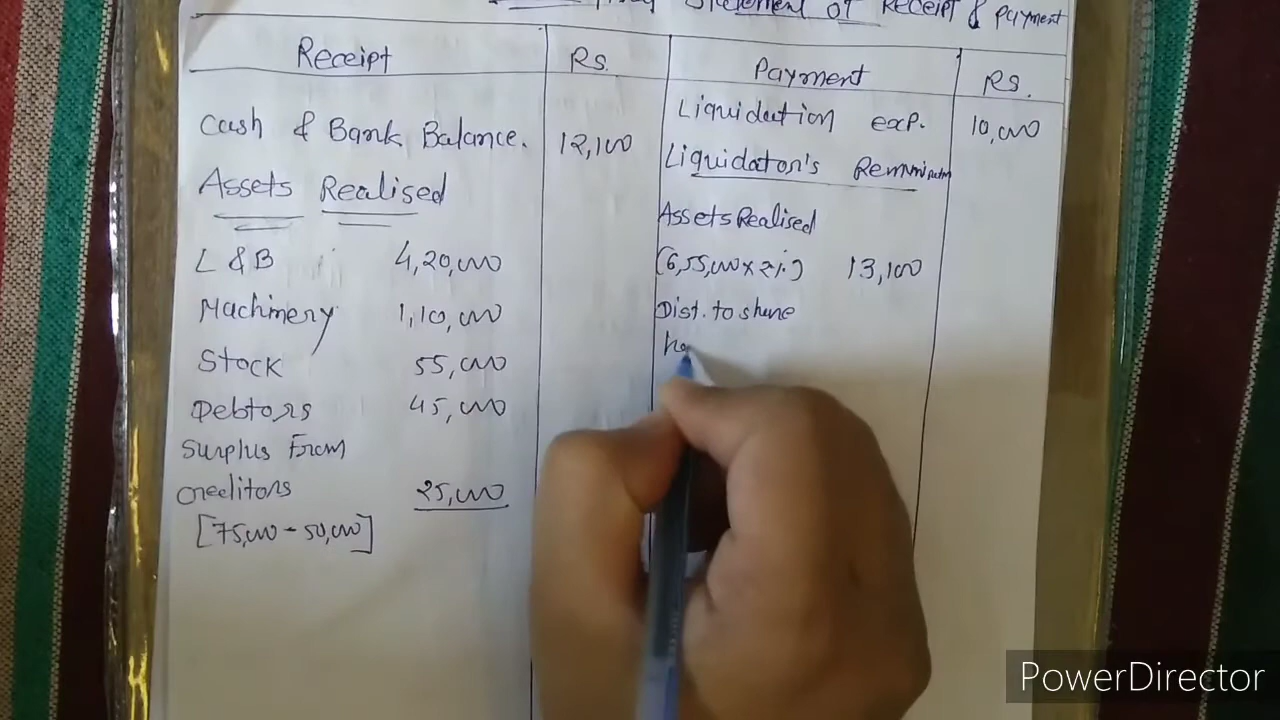 Statement of Receipt & Payment
Receipt Rs. Payment Rs.
Cash & Bank Balance. 12,100 Liquidation exp. 10,000
Assets Realised Liquidator's
Assets Realised
L & B 4,20,000 (6,55,000 x 2%) 13,100
Machinery 1,10,000 Dist. to share
Stock 55,000 ho
Debtors 45,000
Surplus From
Creditors 25,000
[75,000 - 50,000]
PowerDirector